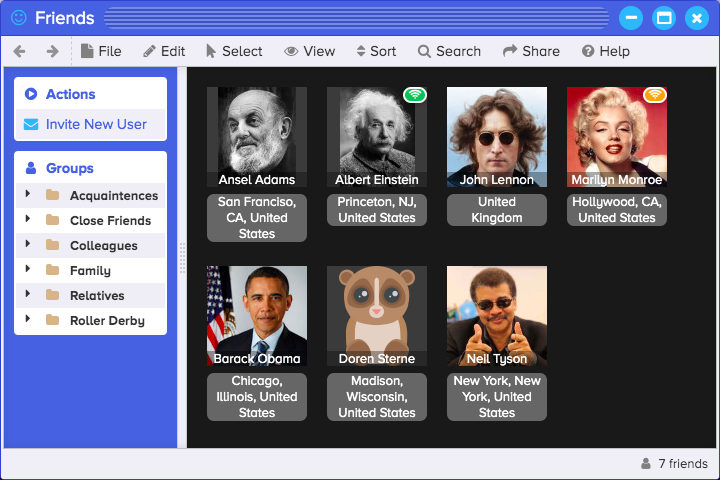 Friends
File Edit Select View Sort Search Share Help
Actions
Invite New User
Groups
Acquaintences
Close Friends
Colleagues
Family
Relatives
Roller Derby
Ansel Adams
San Franciso,
CA, United
States
Albert Einstein
Princeton, NJ,
United States
John Lennon
United
Kingdom
Marilyn Monroe
Hollywood, CA,
United States
Barack Obama
Chicago,
Illinois, United
States
Doren Sterne
Madison,
Wisconsin,
United States
Neil Tyson
New York, New
York, United
States
7 friends